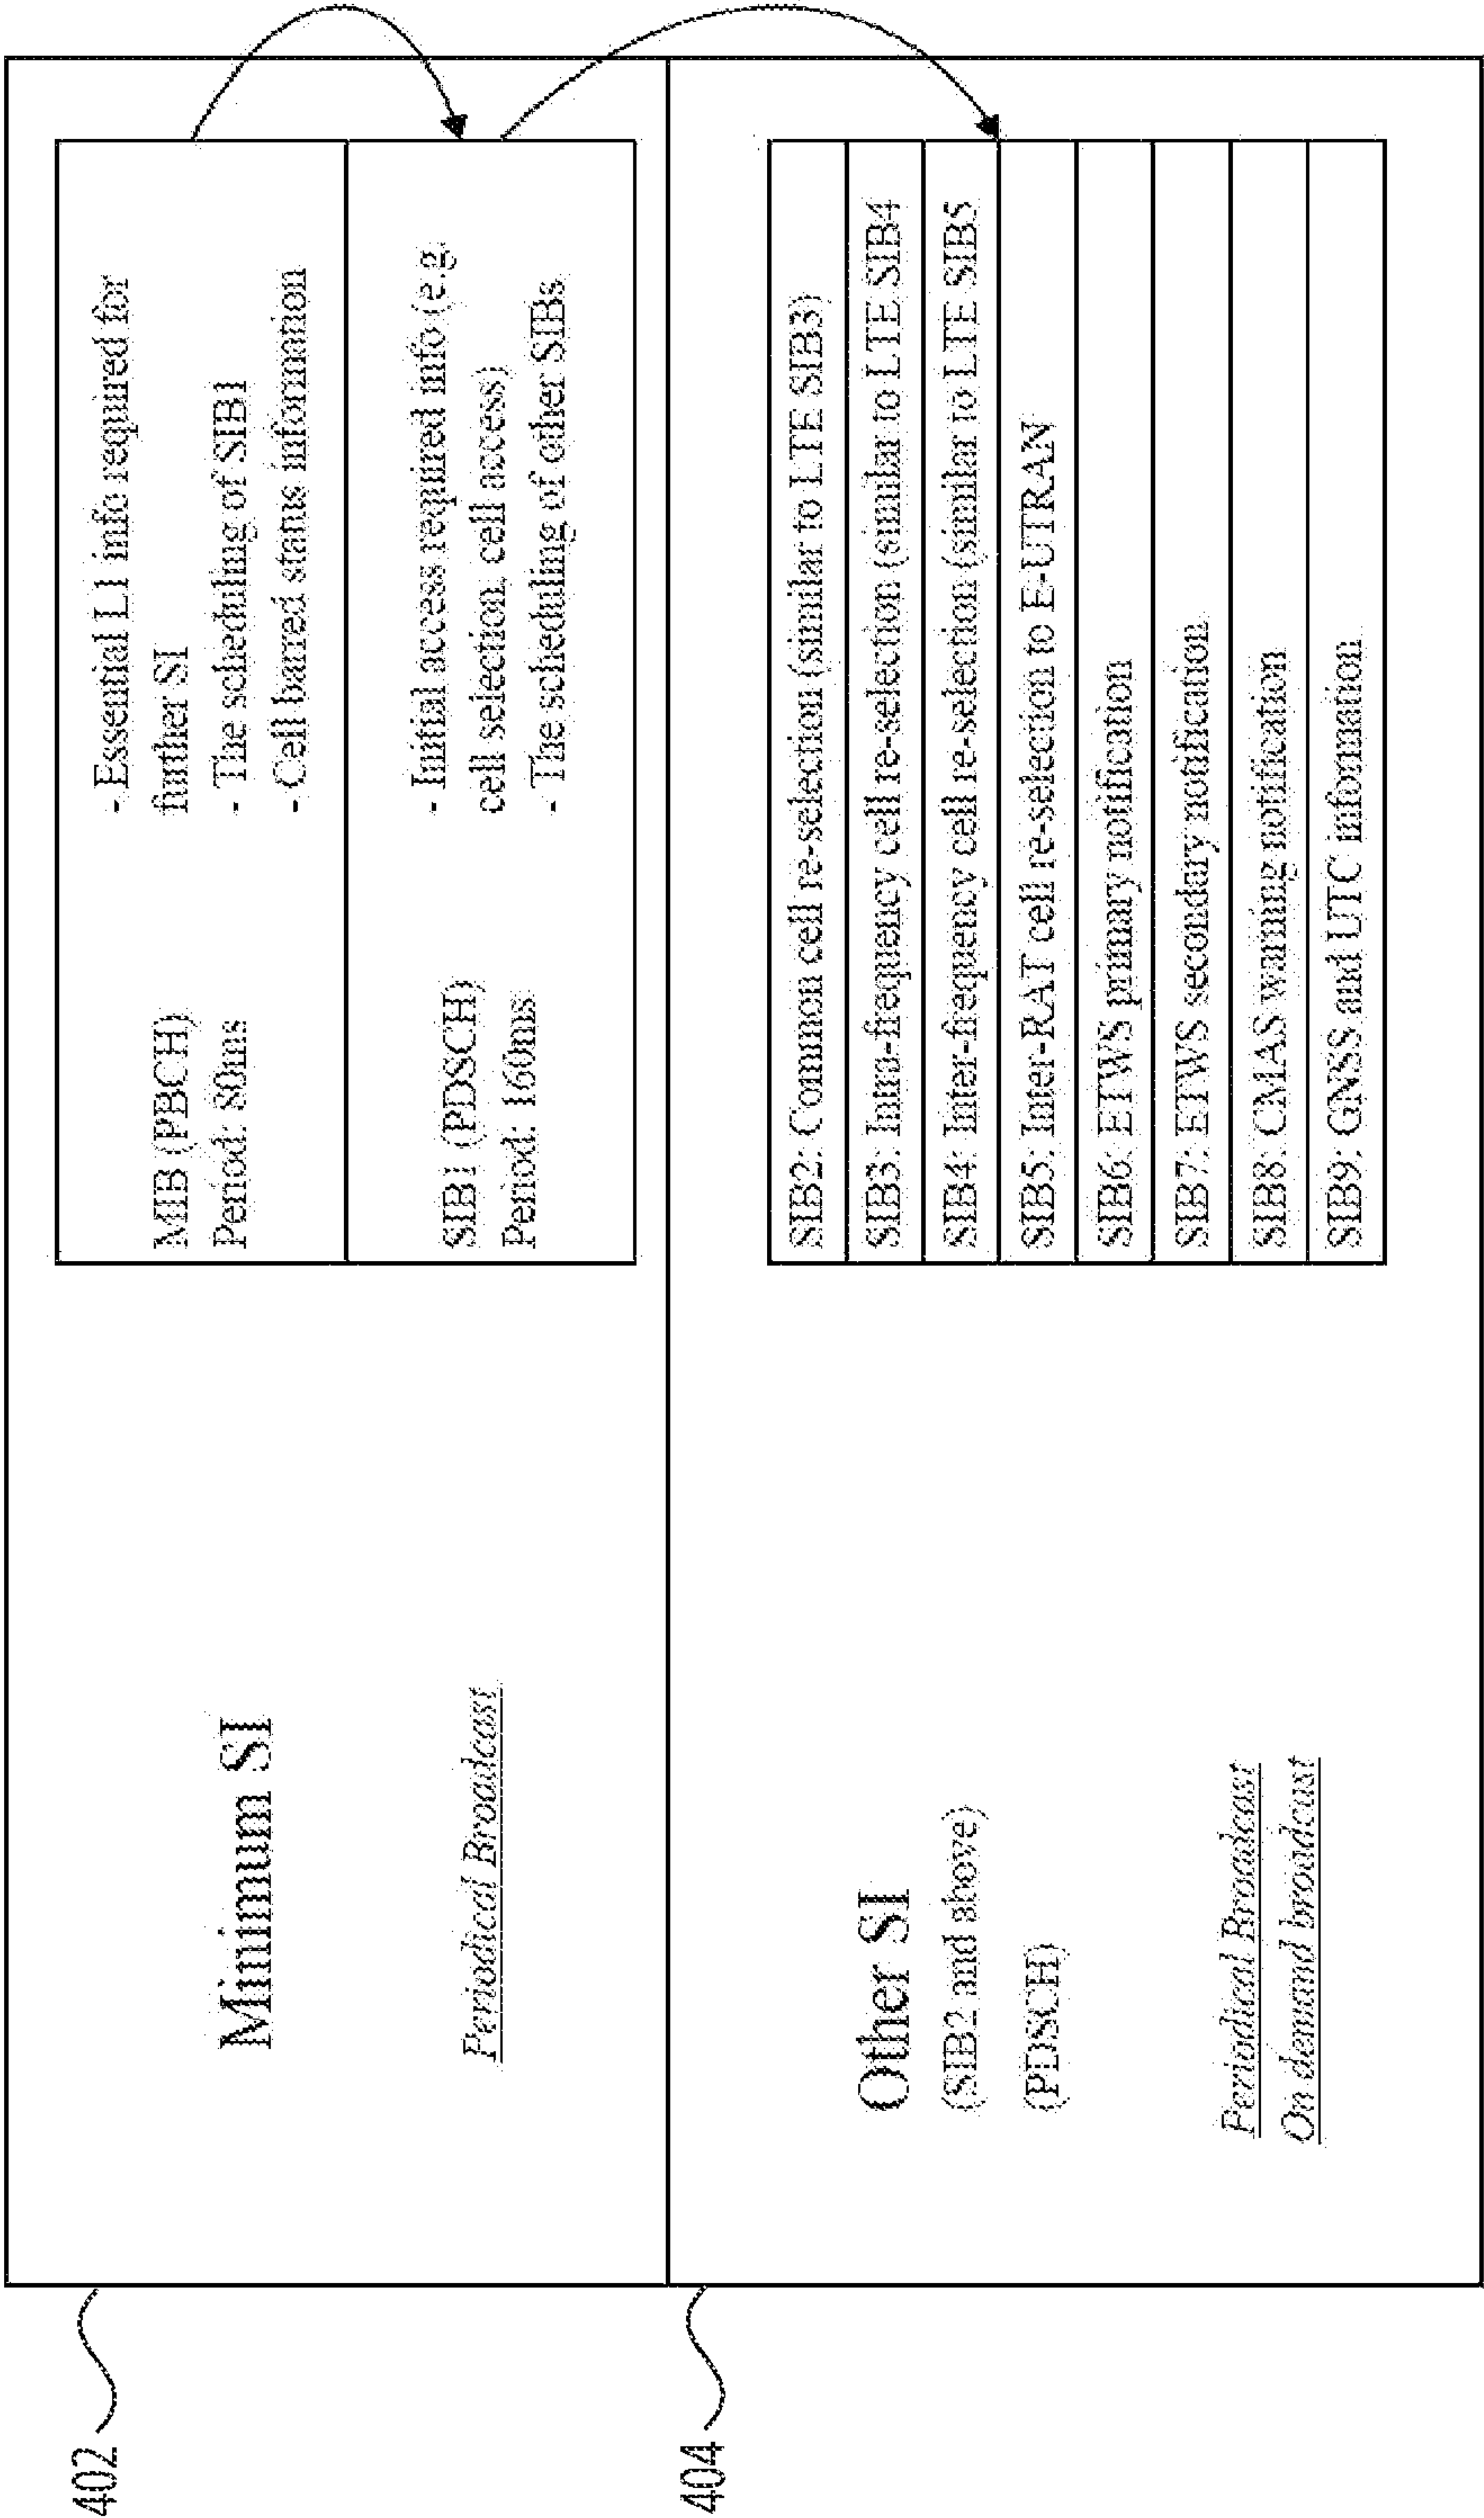 402
Minimum SI
Periodical Broadcast
MIB (PBCH)
Period: 80ms
- Essential L1 info required for
further SI
- The scheduling of SIB1
- Cell barred status information
SIB1 (PDSCH)
Period: 160ms
- Initial access required info (e.g.
cell selection, cell access)
- The scheduling of other SIBs
404
Other SI
(SIB2 and above)
(PDSCH)
Periodical Broadcast
On demand broadcast
SIB2: Common cell re-selection (similar to LTE SIB3)
SIB3: Intra-frequency cell re-selection (similar to LTE SIB4
SIB4: Inter-frequency cell re-selection (similar to LTE SIB5
SIB5: Inter-RAT cell re-selection to E-UTRAN
SIB6: ETWS primary notification
SIB7: ETWS secondary notification
SIB8: CMAS warning notification
SIB9: GNSS and UTC information